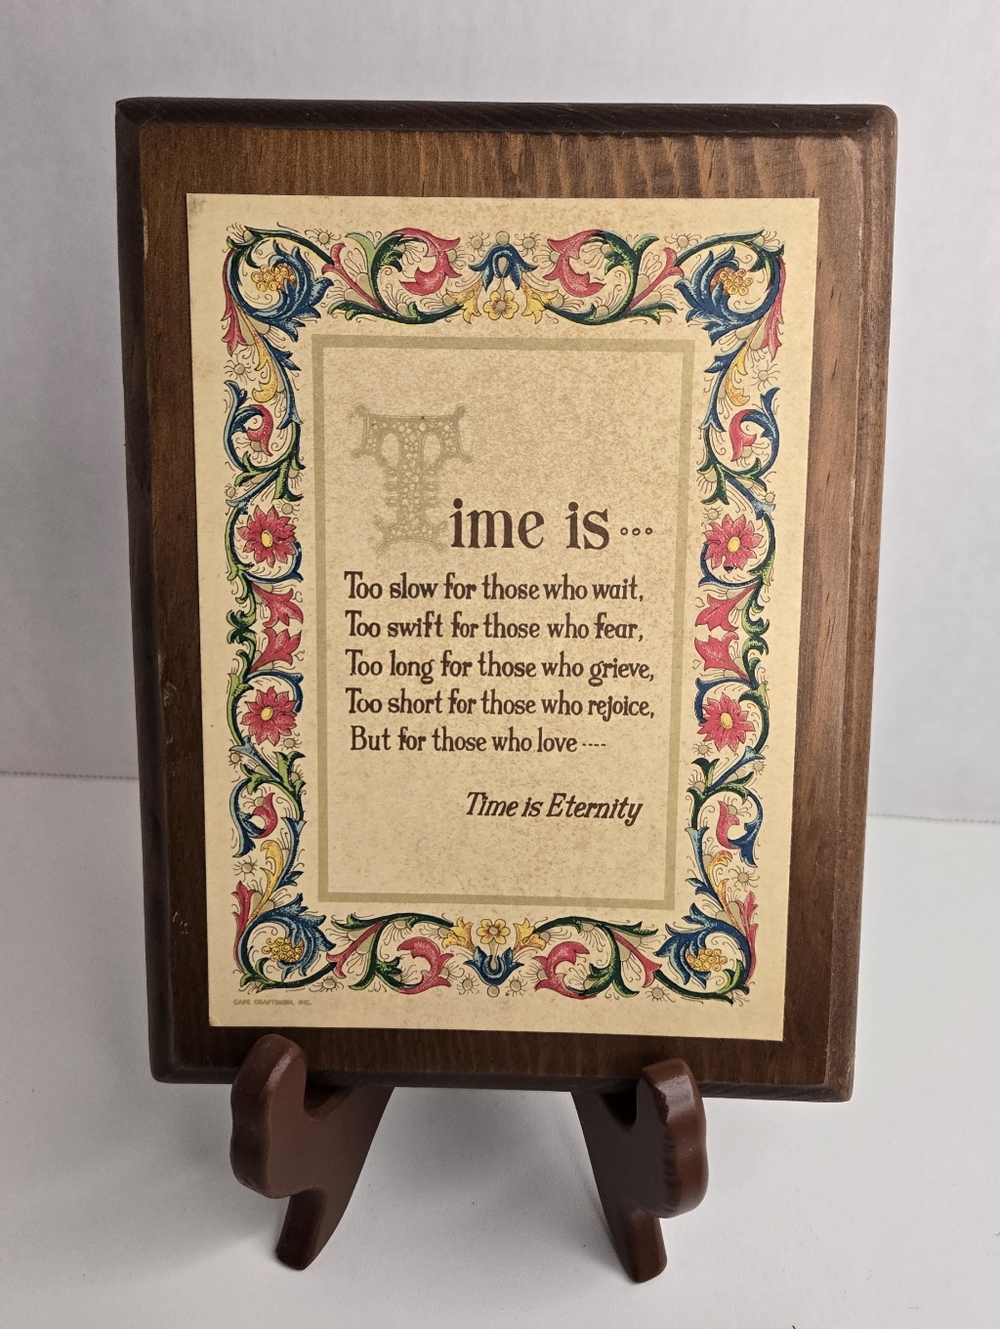 Time is...
Too slow for those who wait,
Too swift for those who fear,
Too long for those who grieve,
Too short for those who rejoice,
But for those who love ----
Time is Eternity
CAPE CRAFTSMEN, INC.